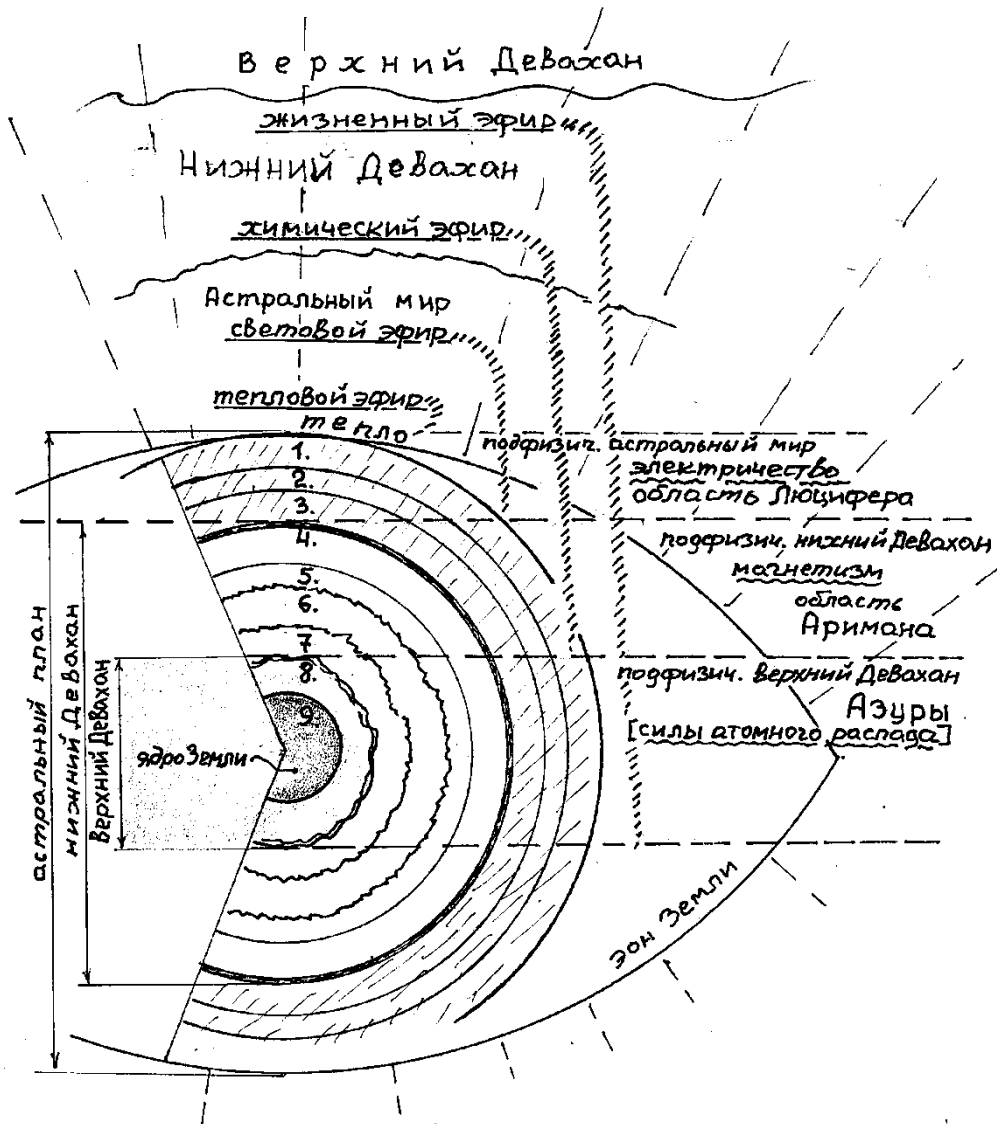 Верхний Девахан
жизненный эфир
Нижний Девахан
химический эфир
Астральный мир
световой эфир
тепловой эфир
тепло
подфизич. астральный мир
электричество
область Люцифера
подфизич. нижний Девахан
магнетизм
область
Аримана
подфизич. верхний Девахан
Азуры
[силы атомного распада]
1.
2.
3.
4.
5.
6.
7
8.
9
ядро Земли
астральный план
нижний Девахан
Верхний Девахан
эон Земли